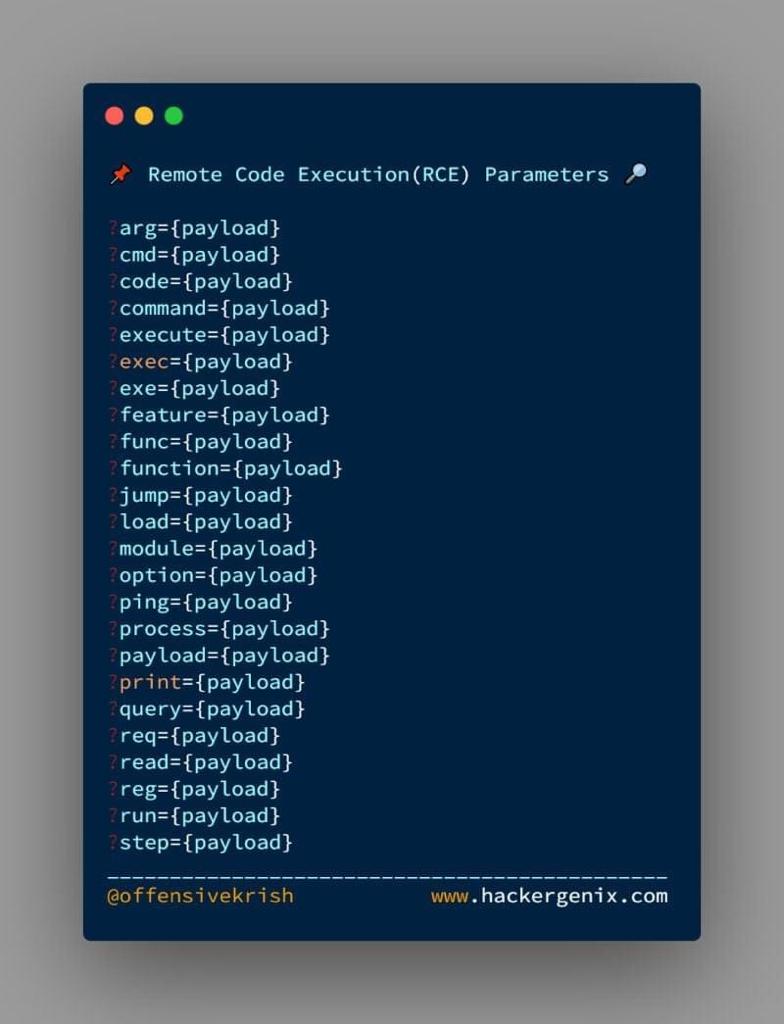 📌 Remote Code Execution(RCE) Parameters 🔎
?arg={payload}
?cmd={payload}
?code={payload}
?command={payload}
?execute={payload}
?exec={payload}
?exe={payload}
?feature={payload}
?func={payload}
?function={payload}
?jump={payload}
?load={payload}
?module={payload}
?option={payload}
?ping={payload}
?process={payload}
?payload={payload}
?print={payload}
?query={payload}
?req={payload}
?read={payload}
?reg={payload}
?run={payload}
?step={payload}
_____________________________________________
@offensivekrish www.hackergenix.com